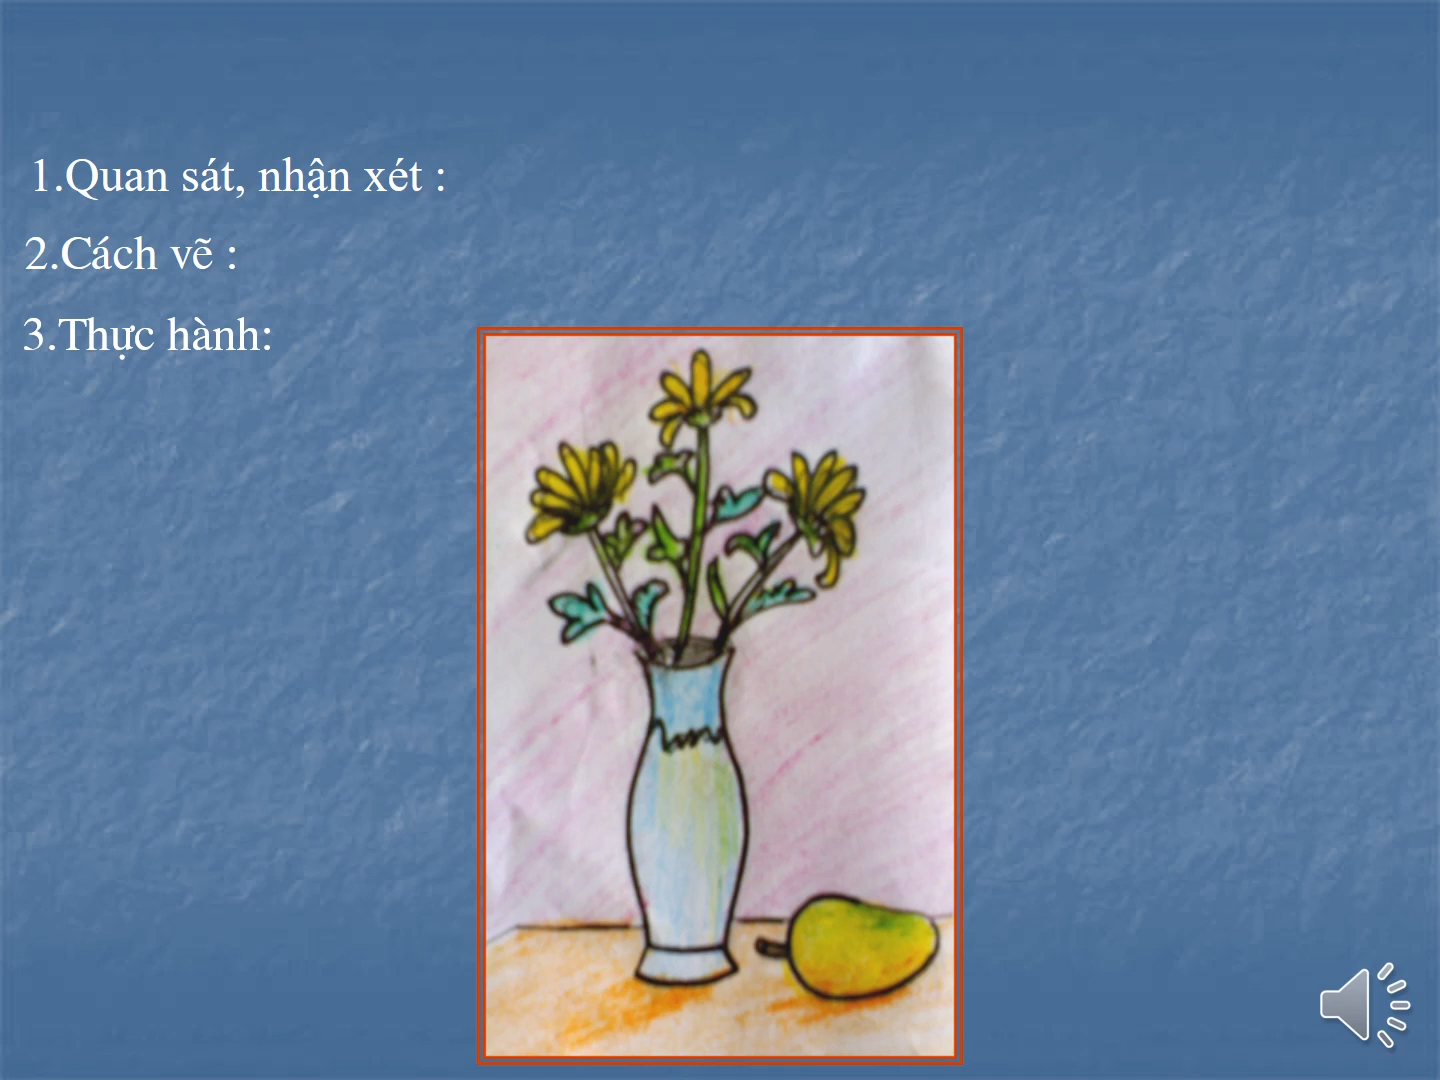 1.Quan sát, nhận xét :
2.Cách vẽ :
3.Thực hành: